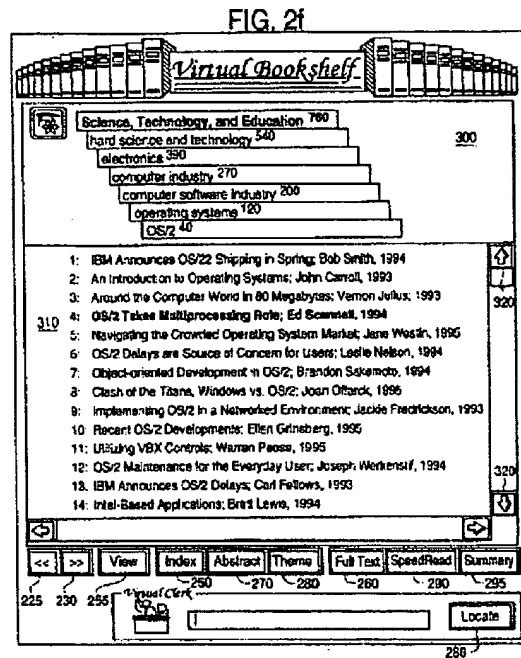 FIG. 2f
Virtual Bookshelf
Science, Technology, and Education 760
hard science and technology 540
300
electronics 390
computer industry 270
computer software industry 200
operating systems 120
OS/2 40
1: IBM Announces OS/22 Shipping in Spring; Bob Smith, 1994
2: An Introduction to Operating Systems; John Carroll, 1993
3: Around the Computer World in 80 Megabytes; Vernon Julius, 1993
320
310
4: OS/2 Takes Multiprocessing Role; Ed Scannell, 1994
5: Navigating the Crowded Operating System Market; Jane Westin, 1995
6: OS/2 Delays are Source of Concern for Users; Leslie Nelson, 1994
7: Object-oriented Development in OS/2; Brandon Sakamoto, 1994
8: Clash of the Titans, Windows vs. OS/2; Joan 1995
9: Implementing OS/2 in a Networked Environment; Jackie Fredrickson, 1993
10: Recent OS/2 Developments; Ellen Grinsberg, 1995
11: Utilizing VBX Controls; Warren 1995
12: OS/2 Maintenance for the Everyday User; Joseph 1994
320
13: IBM Announces OS/2 Delays; Carl Fellows, 1993
14: Intel-Based Applications; Brett Lewis, 1994
<< >> View Index Abstract Theme Full Text SpeedRead Summary
225 230 255 250 270 280 260 290 295
Virtual Clerk
Locate
286